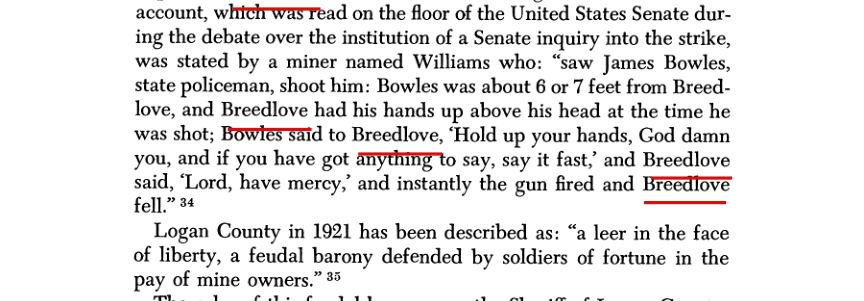 account, which was read on the floor of the United States Senate dur-
ing the debate over the institution of a Senate inquiry into the strike,
was stated by a miner named Williams who: “saw James Bowles,
state policeman, shoot him: Bowles was about 6 or 7 feet from Breed-
love, and Breedlove had his hands up above his head at the time he
was shot; Bowles said to Breedlove, ‘Hold up your hands, God damn
you, and if you have got anything to say, say it fast,’ and Breedlove
said, ‘Lord, have mercy,’ and instantly the gun fired and Breedlove
fell.” 34
Logan County in 1921 has been described as: “a leer in the face
of liberty, a feudal barony defended by soldiers of fortune in the
pay of mine owners.” 35